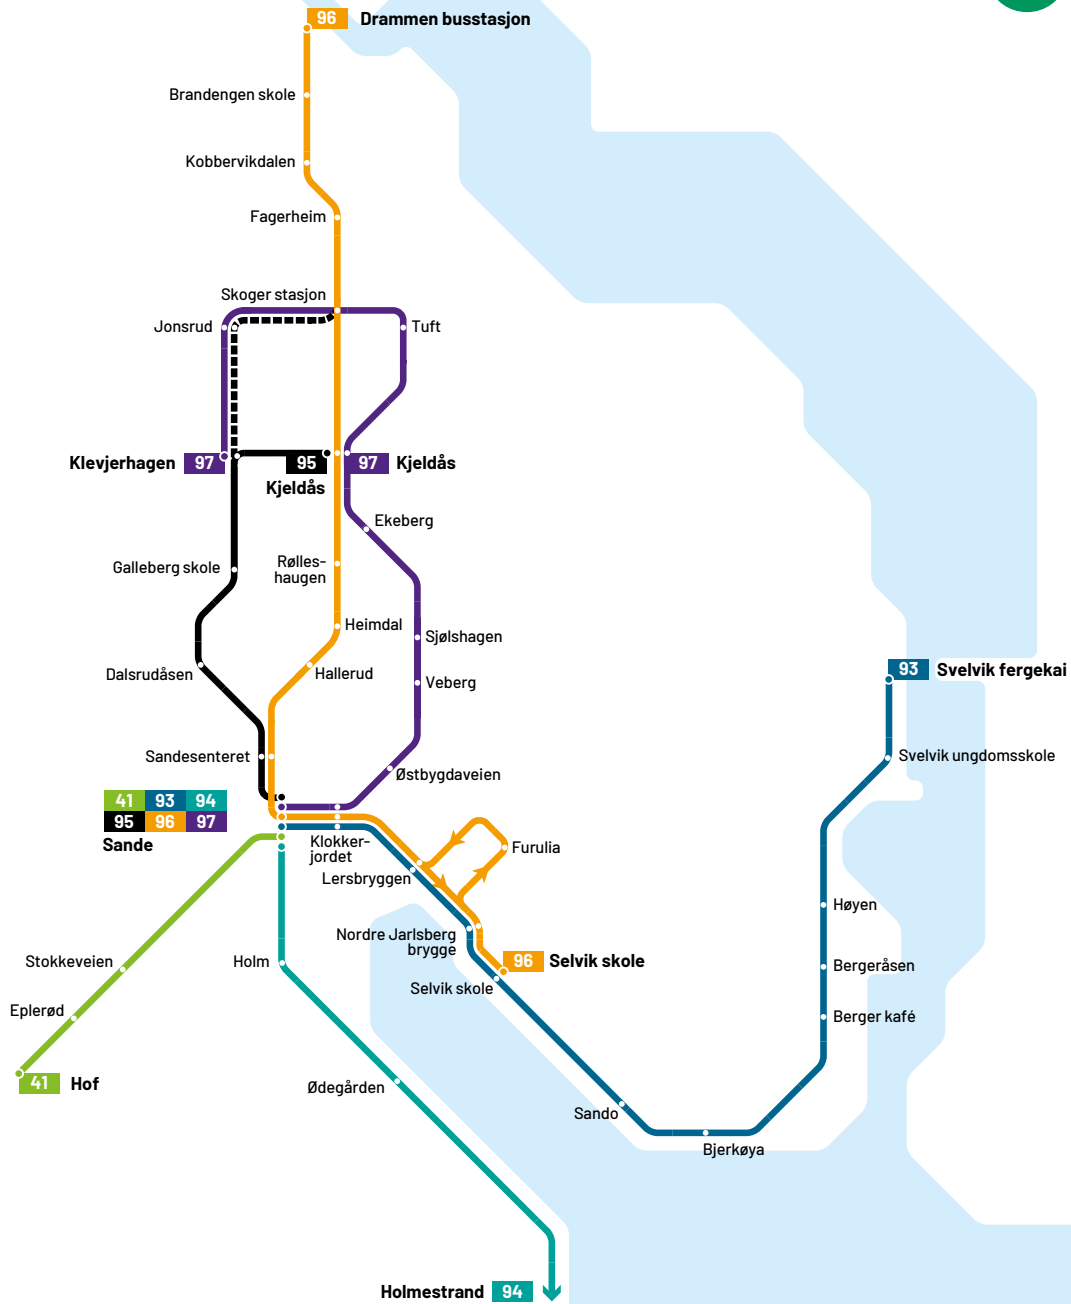 96 Drammen busstasjon
Brandengen skole
Kobbervikdalen
Fagerheim
Skoger stasjon
Jonsrud
Tuft
Klevjerhagen 97
95
Kjeldås
97 Kjeldås
Ekeberg
Galleberg skole
Rølles-
haugen
Heimdal
Sjølshagen
Dalsrudåsen
Hallerud
Veberg
93 Svelvik fergekai
Sandesenteret
Østbygdaveien
Svelvik ungdomsskole
41 93 94
95 96 97
Sande
Klokker-
jordet
Furulia
Lersbryggen
Høyen
Nordre Jarlsberg
brygge
Stokkeveien
Holm
96 Selvik skole
Bergeråsen
Selvik skole
Eplerød
Berger kafé
41 Hof
Ødegården
Sando
Bjerkøya
Holmestrand 94